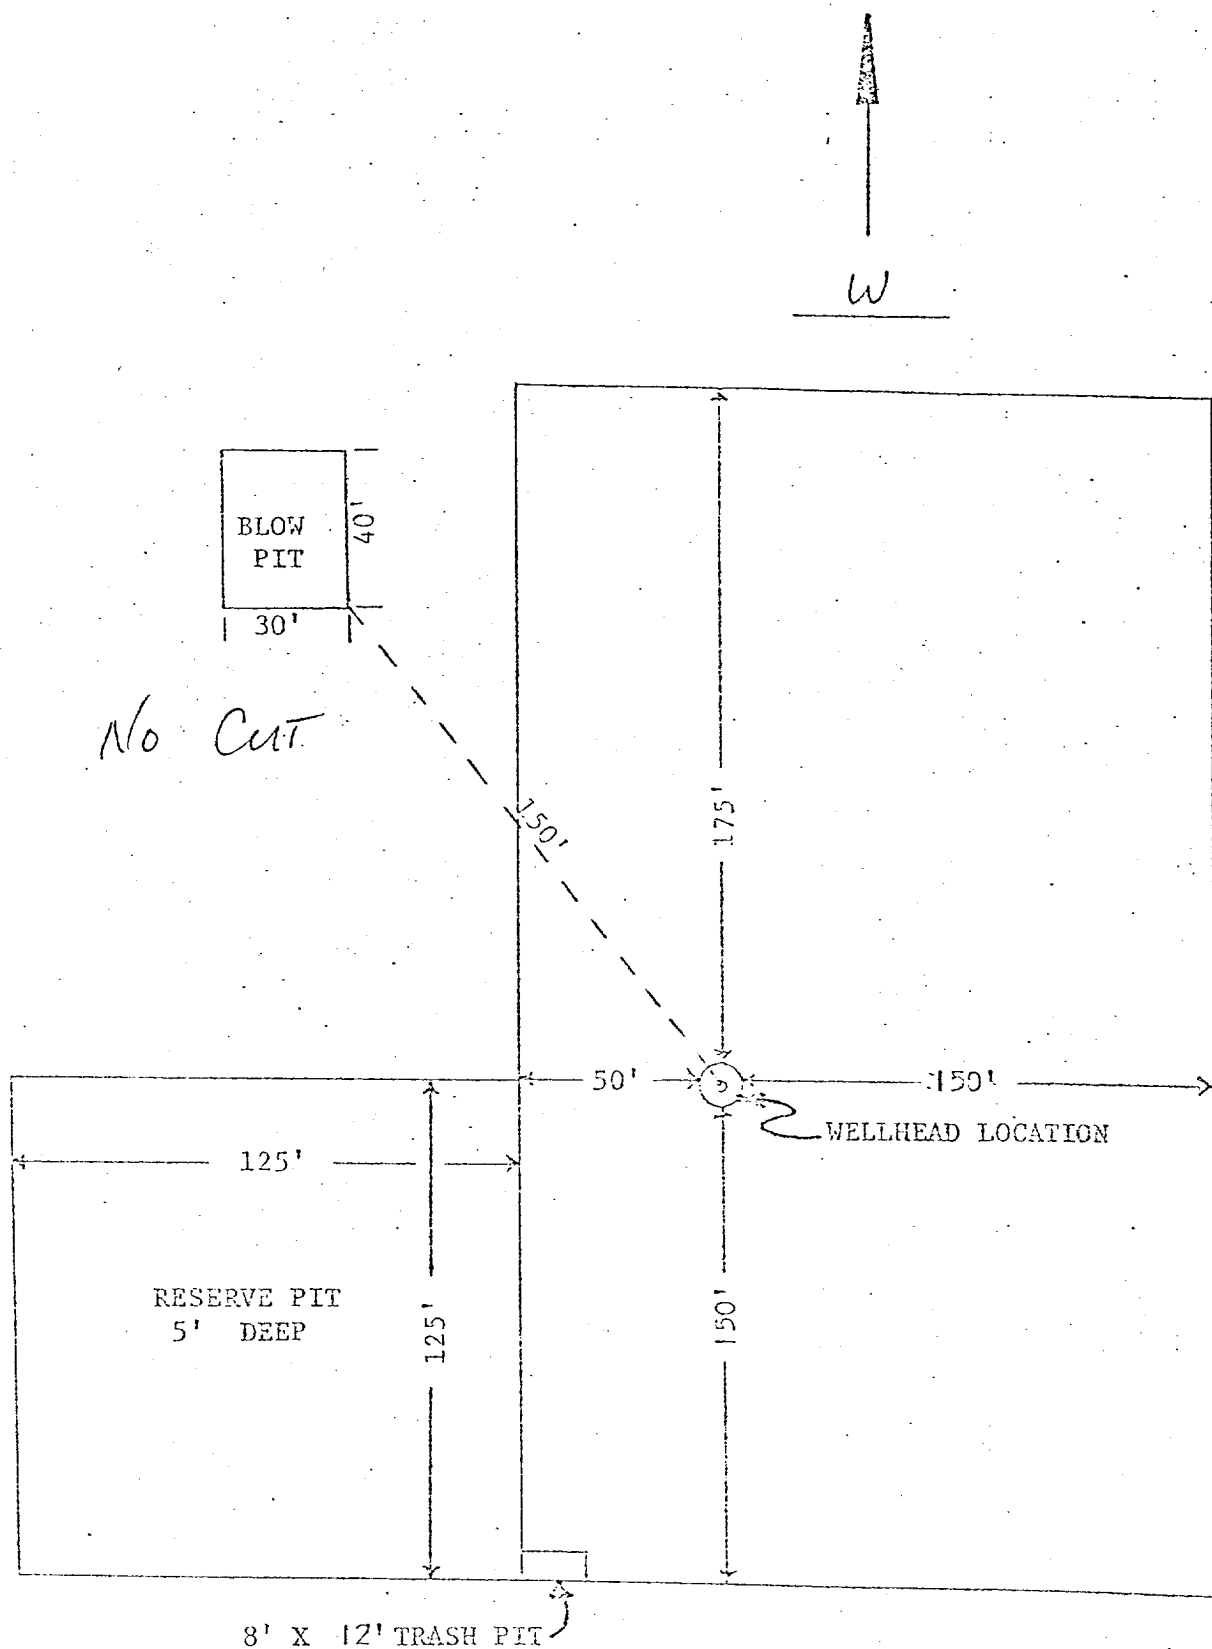 W
BLOW
PIT
40'
30'
No CUT
150'
175'
50'
150'
WELLHEAD LOCATION
125'
RESERVE PIT
5' DEEP
125'
150'
8' X 12' TRASH PIT